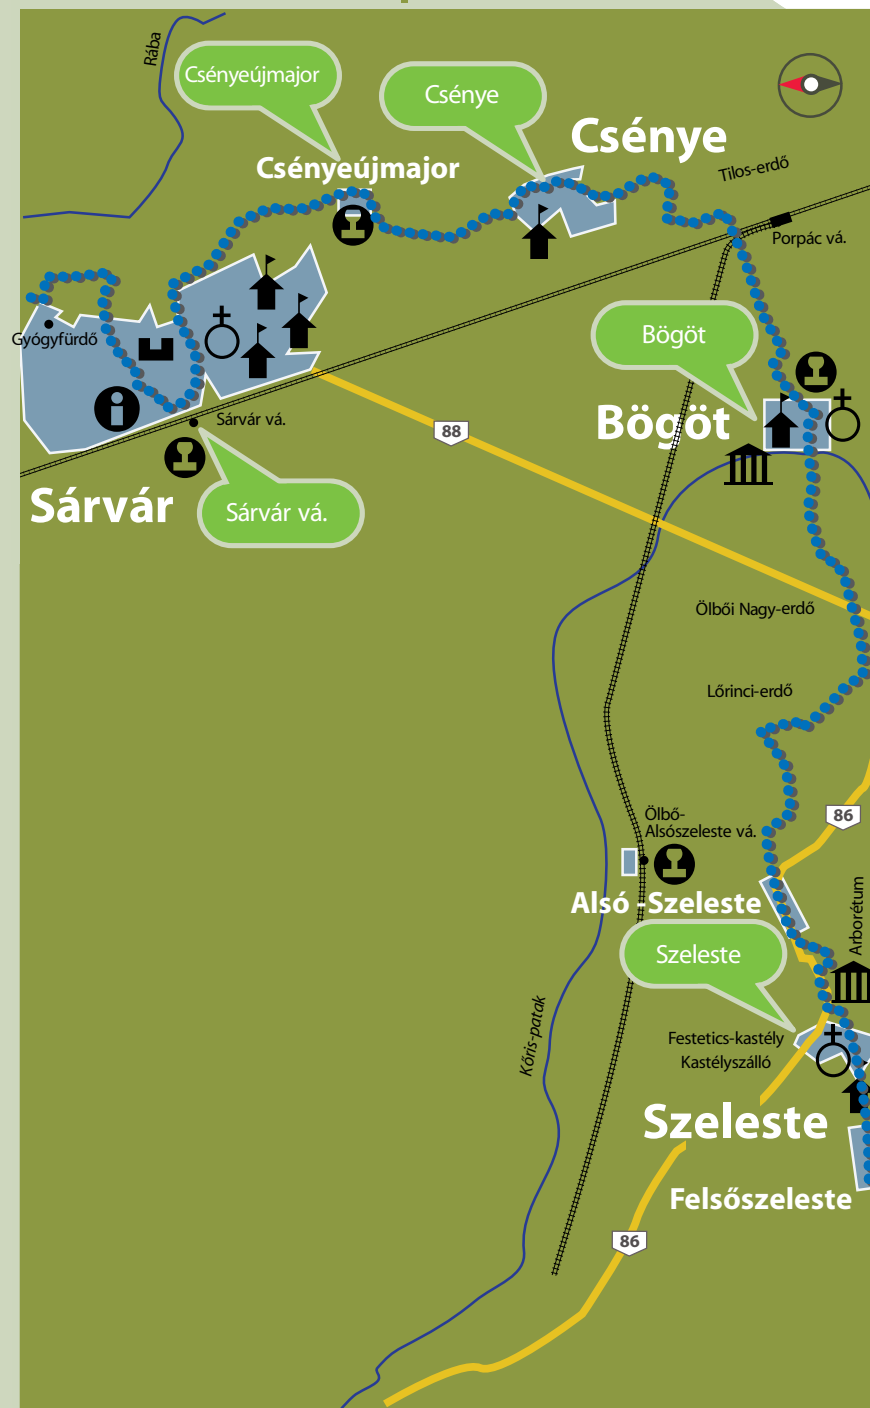 Rába
Csényeújmajor
Csénye
Csénye
Csényeújmajor
Tilos-erdő
Porpác vá.
Gyógyfürdő
Bögöt
Sárvár vá.
Bögöt
88
Sárvár
Sárvár vá.
Ölbői Nagy-erdő
Lőrinci-erdő
86
Ölbő-
Alsószeleste vá.
Arborétum
Alsó -Szeleste
Szeleste
Kőris-patak
Festetics-kastély
Kastélyszálló
Szeleste
Felsőszeleste
86